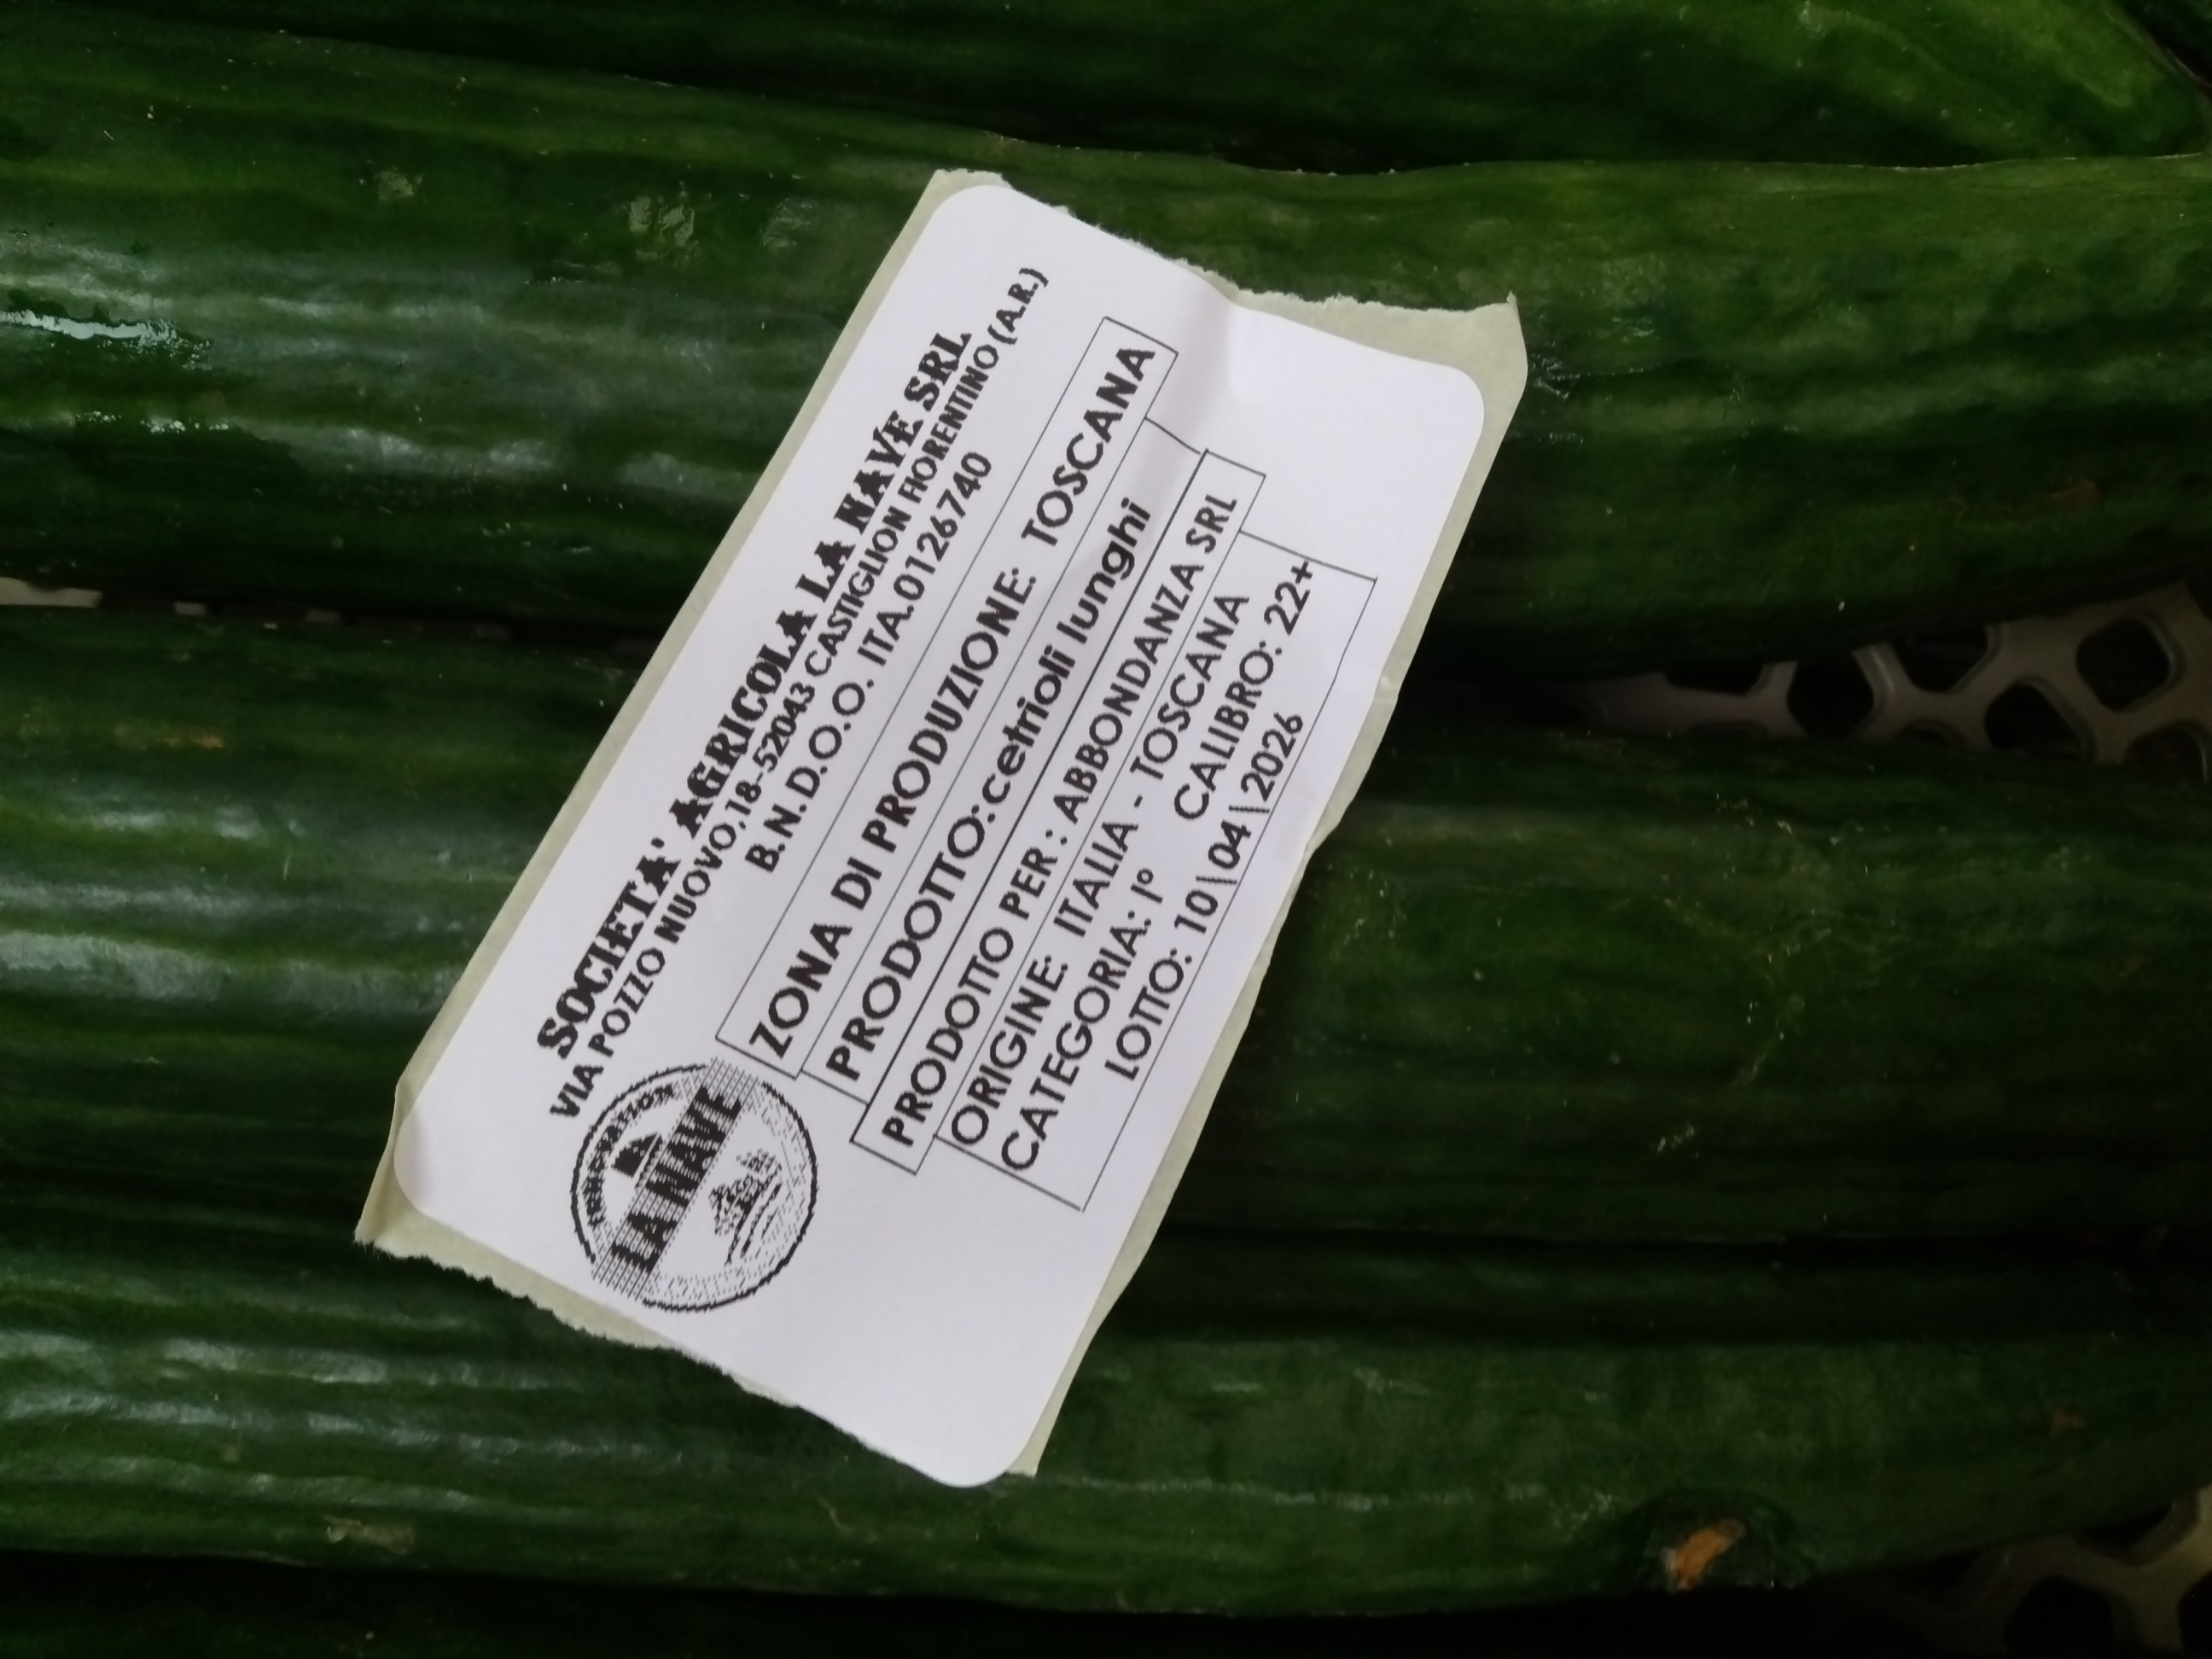 SOCIETA' AGRICOLA LA NAVE SRL
VIA POZZO NUOVO,18-52043 CASTIGLION FIORENTINO (A.R.)
B.N.D.O.O. ITA.01267740
ZONA DI PRODUZIONE: TOSCANA
PRODOTTO: cetrioli lunghi
PRODOTTO PER : ABBONDANZA SRL
ORIGINE: ITALIA - TOSCANA
CATEGORIA: I° CALIBRO: 22+
LOTTO: 10\04\2026
LA NAVE